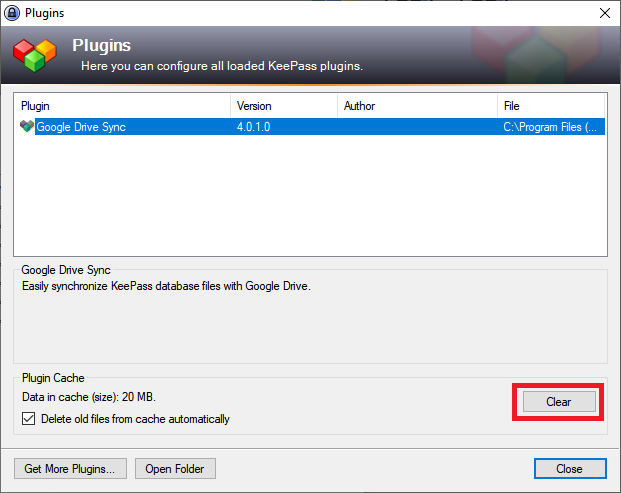 Plugins
Plugins
Here you can configure all loaded KeePass plugins.
Plugin Version Author File
Google Drive Sync 4.0.1.0 C:\Program Files (...
Google Drive Sync
Easily synchronize KeePass database files with Google Drive.
Plugin Cache
Data in cache (size): 20 MB.
Clear
Delete old files from cache automatically
Get More Plugins... Open Folder Close